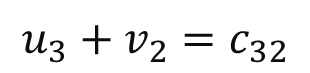 u₃ + v₂ = c₃₂